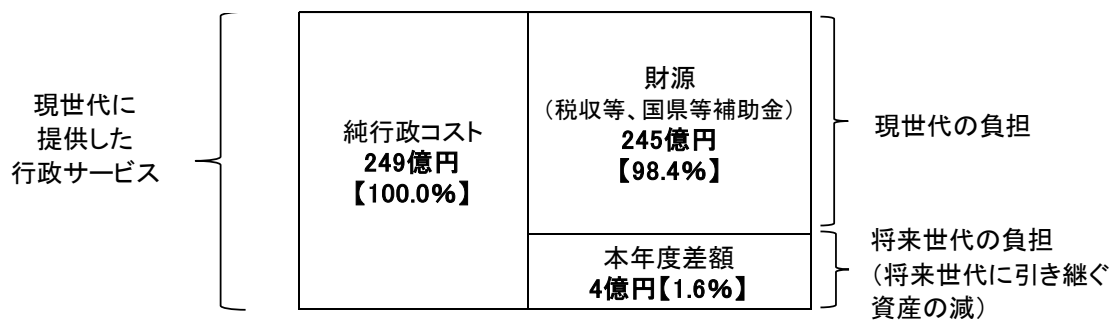 現世代に
提供した
行政サービス
純行政コスト
249億円
【100.0%】
財源
(税収等、国県等補助金)
245億円
【98.4%】
現世代の負担
本年度差額
4億円【1.6%】
将来世代の負担
(将来世代に引き継ぐ
資産の減)